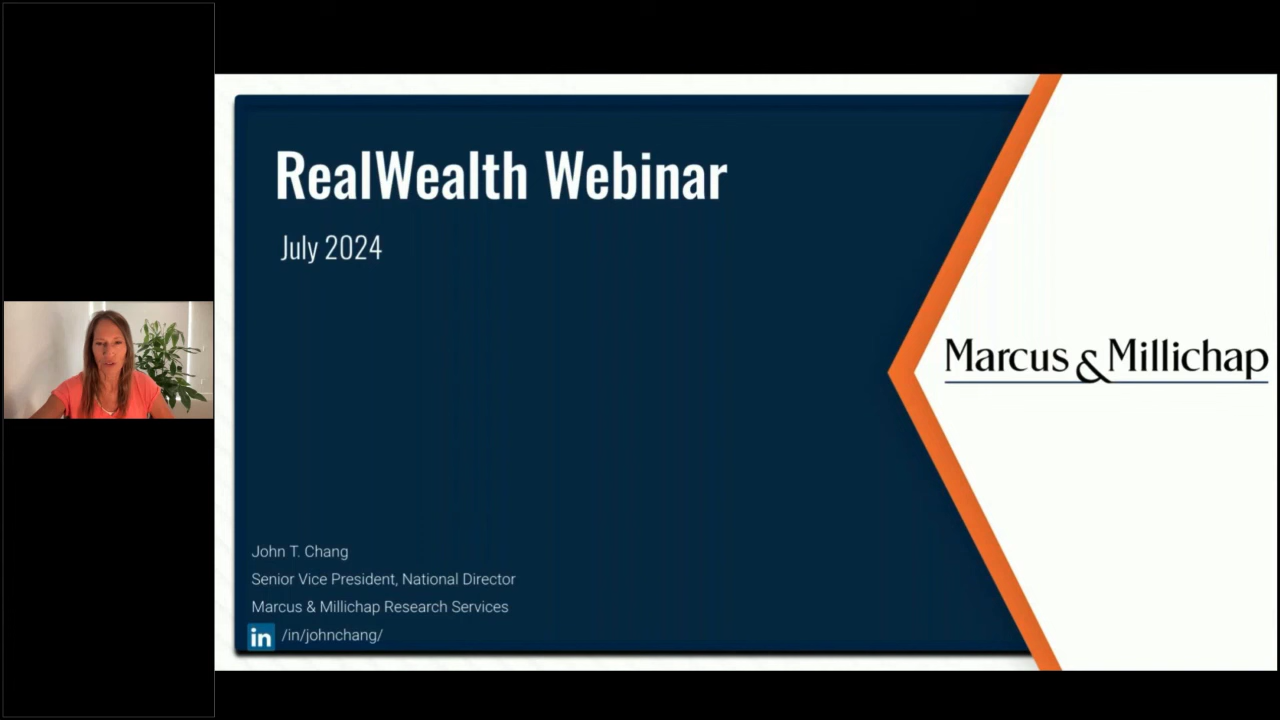 RealWealth Webinar
July 2024
Marcus & Millichap
John T. Chang
Senior Vice President, National Director
Marcus & Millichap Research Services
in /in/johnchang/